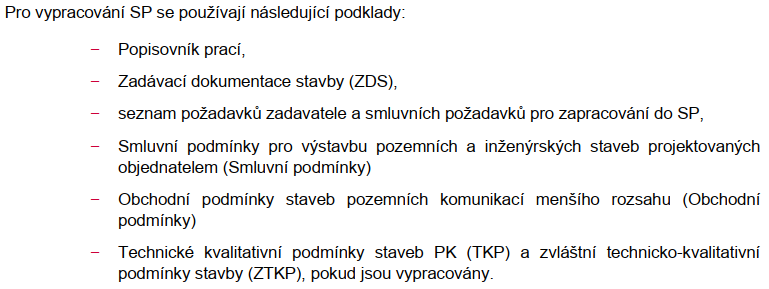 Pro vypracování SP se používají následující podklady:
− Popisovník prací,
− Zadávací dokumentace stavby (ZDS),
− seznam požadavků zadavatele a smluvních požadavků pro zapracování do SP,
− Smluvní podmínky pro výstavbu pozemních a inženýrských staveb projektovaných
objednatelem (Smluvní podmínky)
− Obchodní podmínky staveb pozemních komunikací menšího rozsahu (Obchodní
podmínky)
− Technické kvalitativní podmínky staveb PK (TKP) a zvláštní technicko-kvalitativní
podmínky stavby (ZTKP), pokud jsou vypracovány.